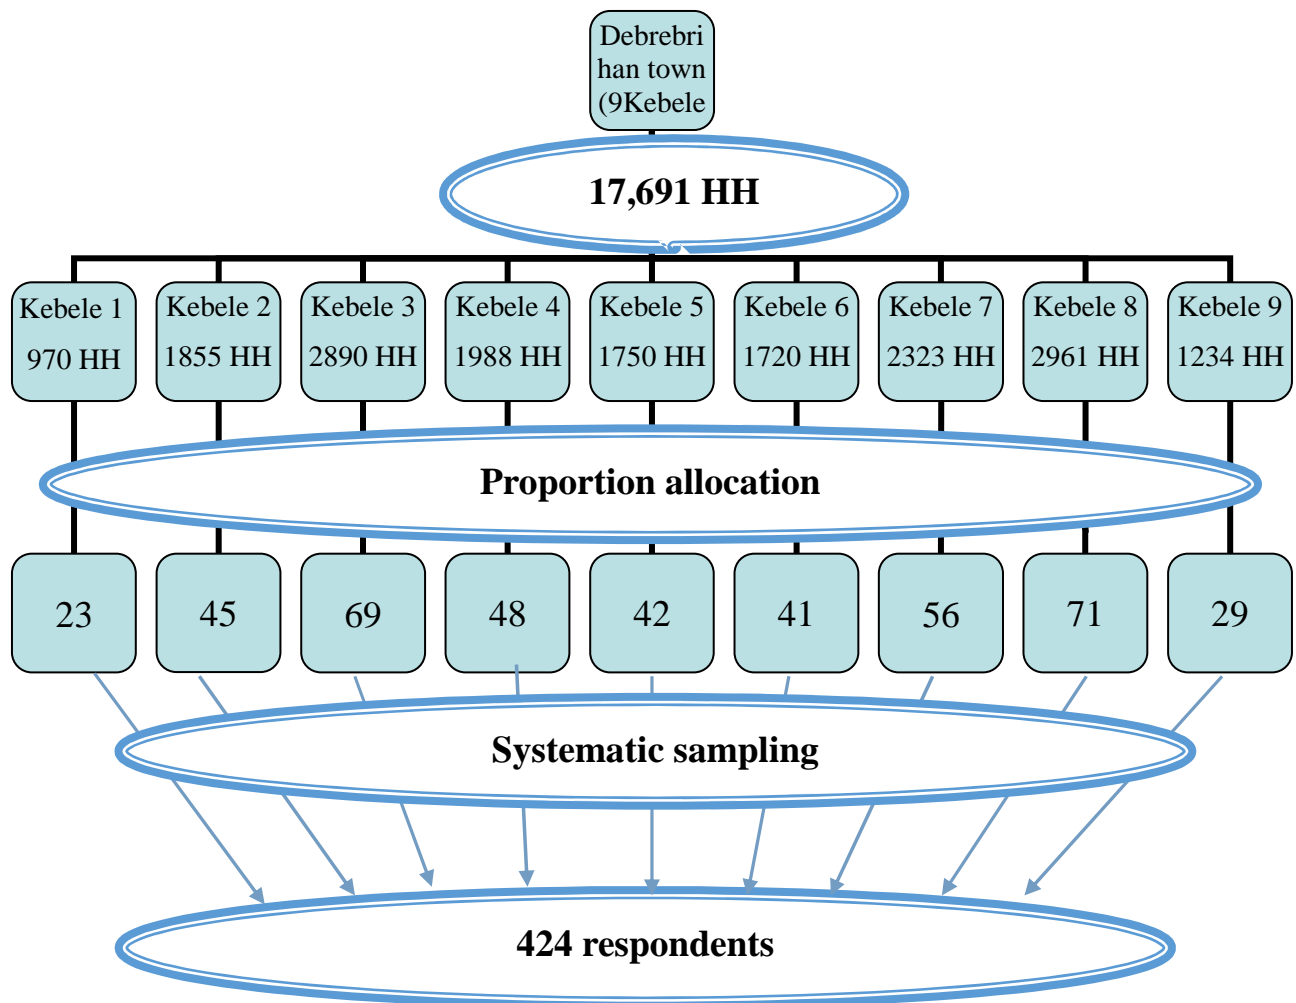 Debrebri
han town
(9Kebele
17,691 HH
Kebele 1
970 HH
Kebele 2
1855 HH
Kebele 3
2890 HH
Kebele 4
1988 HH
Kebele 5
1750 HH
Kebele 6
1720 HH
Kebele 7
2323 HH
Kebele 8
2961 HH
Kebele 9
1234 HH
Proportion allocation
23
45
69
48
42
41
56
71
29
Systematic sampling
424 respondents